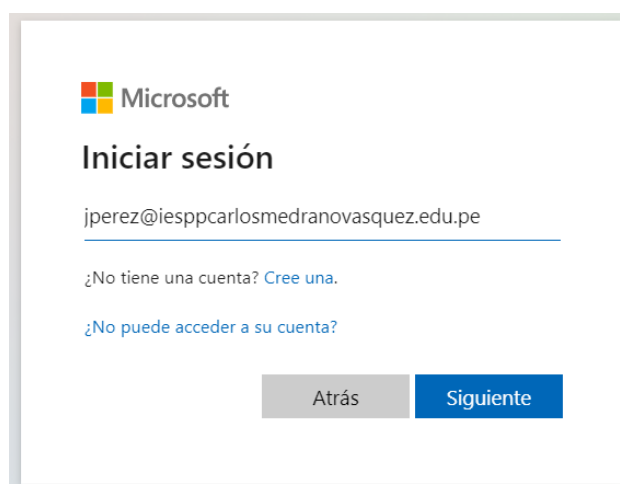 Microsoft
Iniciar sesión
jperez@iesppcarlosmedranovasquez.edu.pe
¿No tiene una cuenta? Cree una.
¿No puede acceder a su cuenta?
Atrás Siguiente